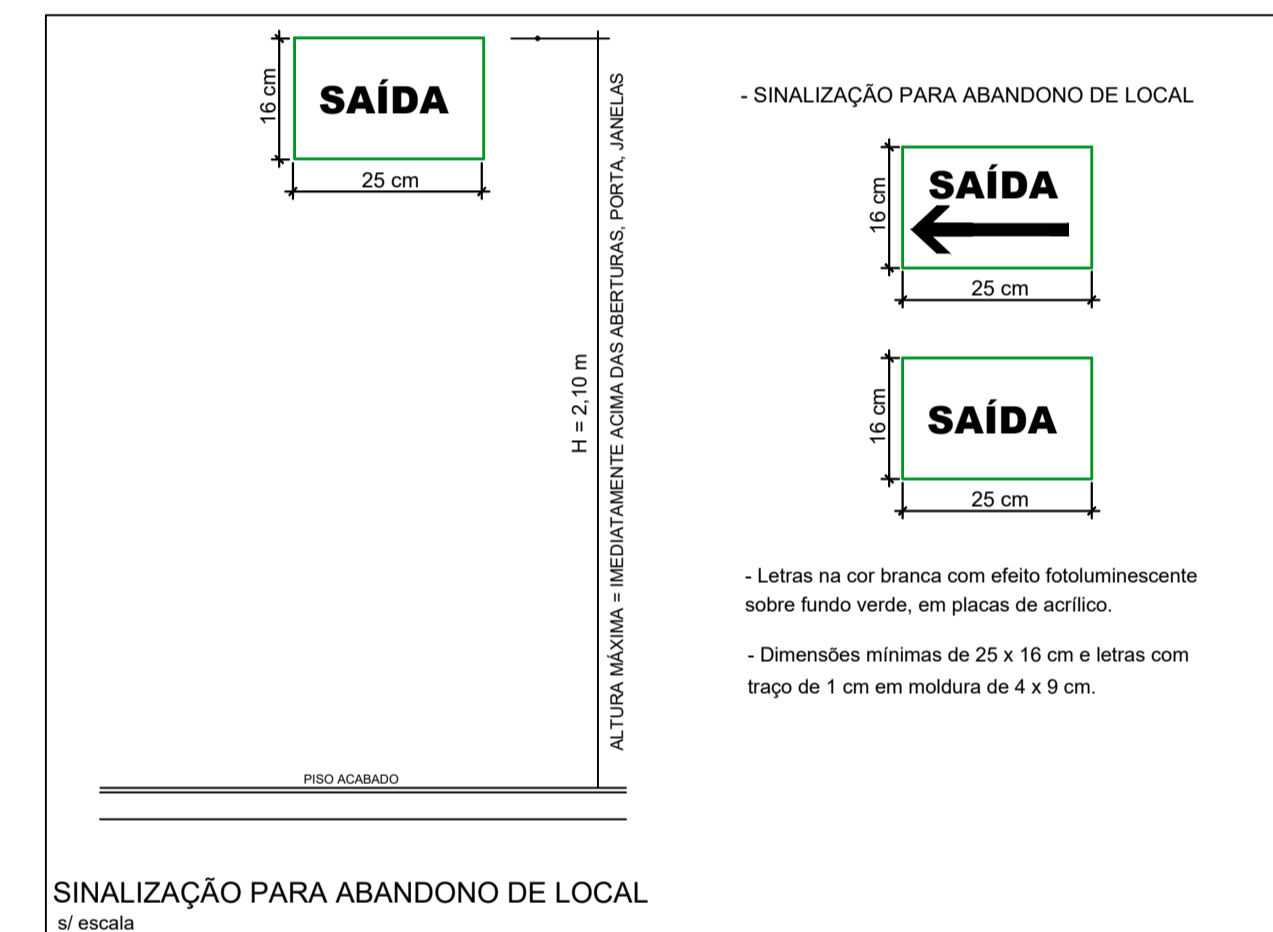 16 cm
SAÍDA
25 cm
H = 2,10 m
ALTURA MÁXIMA = IMEDIATAMENTE ACIMA DAS ABERTURAS, PORTA, JANELAS
PISO ACABADO
SINALIZAÇÃO PARA ABANDONO DE LOCAL
s/ escala
- SINALIZAÇÃO PARA ABANDONO DE LOCAL
16 cm
SAÍDA
25 cm
16 cm
SAÍDA
25 cm
- Letras na cor branca com efeito fotoluminescente
sobre fundo verde, em placas de acrílico.
- Dimensões mínimas de 25 x 16 cm e letras com
traço de 1 cm em moldura de 4 x 9 cm.